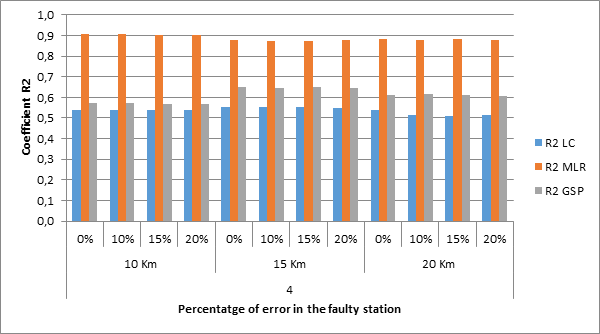 1,0
0,9
0,8
0,7
0,6
0,5
0,4
0,3
0,2
0,1
0,0
Coefficient R2
0% 10% 15% 20% 0% 10% 15% 20% 0% 10% 15% 20%
10 Km 15 Km 20 Km
4
Percentatge of error in the faulty station
R2 LC
R2 MLR
R2 GSP